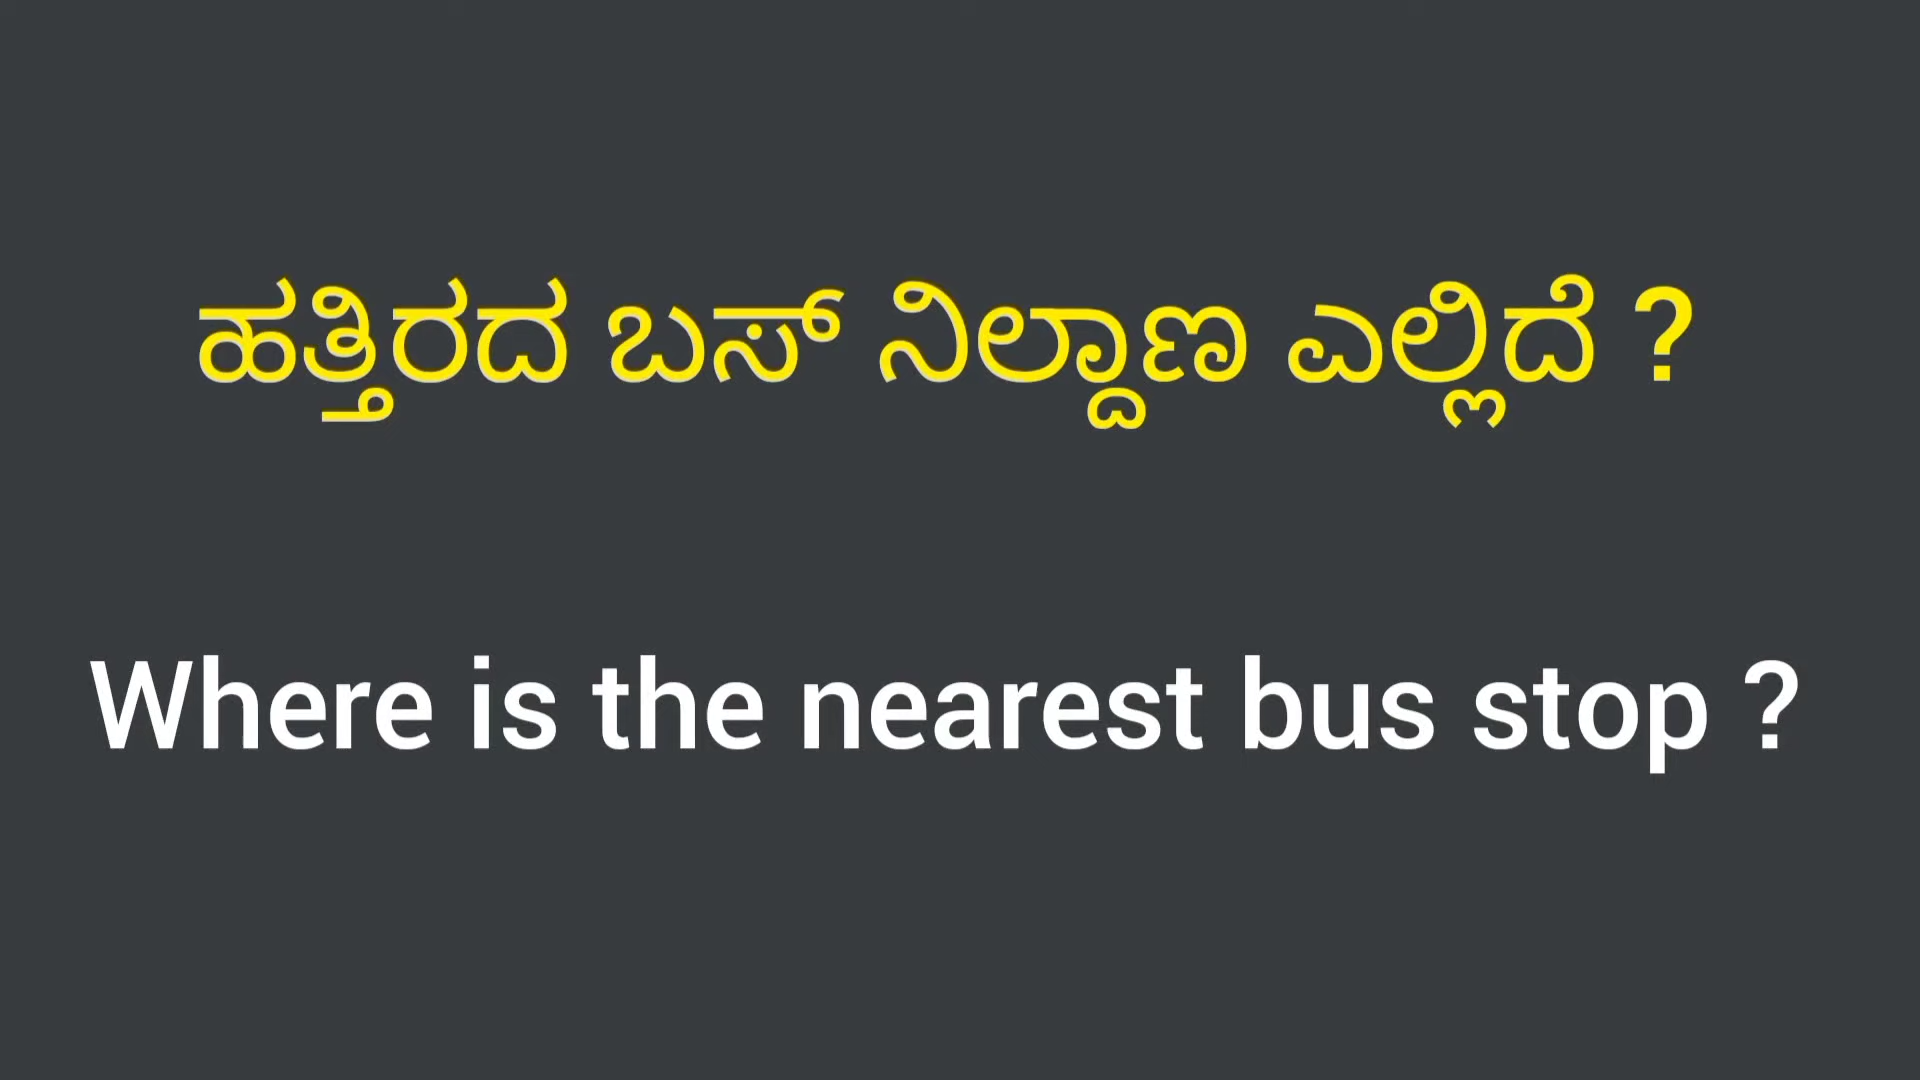 ಹತ್ತಿರದ ಬಸ್ ನಿಲ್ದಾಣ ಎಲ್ಲಿದೆ ?
Where is the nearest bus stop ?